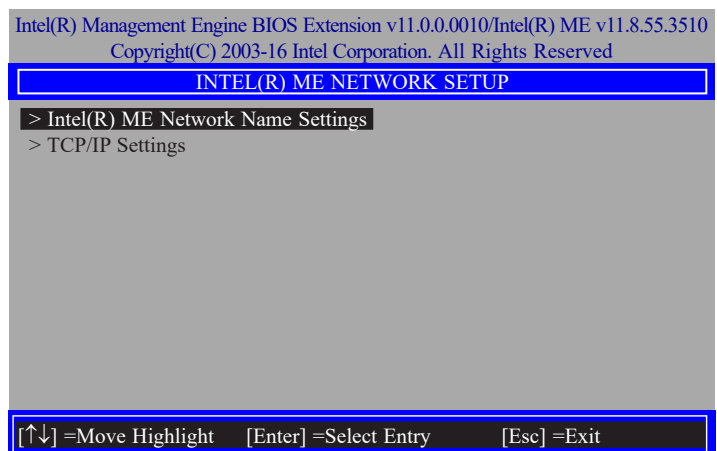 Intel(R) Management Engine BIOS Extension v11.0.0.0010/Intel(R) ME v11.8.55.3510
Copyright(C) 2003-16 Intel Corporation. All Rights Reserved
INTEL(R) ME NETWORK SETUP
> Intel(R) ME Network Name Settings
> TCP/IP Settings
[↑↓] =Move Highlight [Enter] =Select Entry [Esc] =Exit